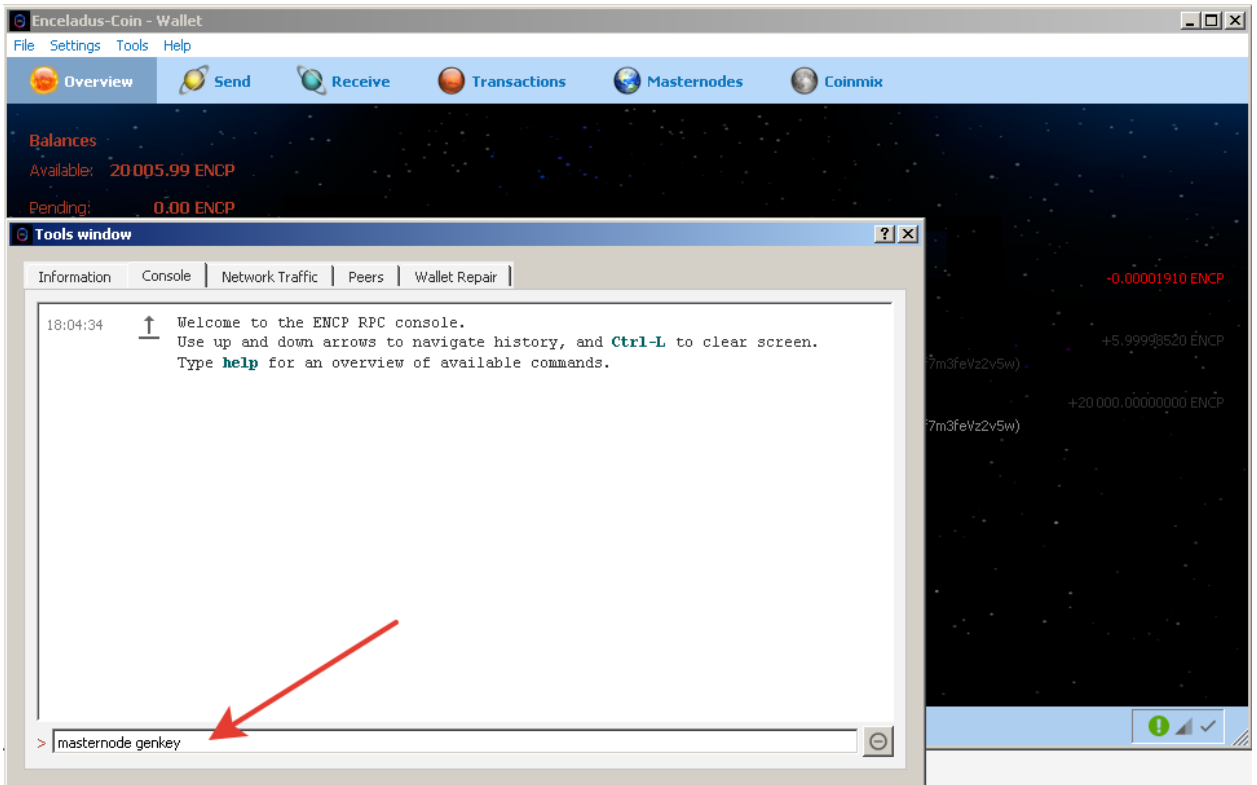 Enceladus-Coin - Wallet
File Settings Tools Help
Overview Send Receive Transactions Masternodes Coinmix
Balances
Available: 20 005.99 ENCP
Pending: 0.00 ENCP
Tools window
Information Console Network Traffic Peers Wallet Repair
-0.00001910 ENCP
18:04:34 Welcome to the ENCP RPC console.
Use up and down arrows to navigate history, and Ctrl-L to clear screen.
Type help for an overview of available commands.
+5.99998520 ENCP
f7m3feVz2v5w)
+20 000.00000000 ENCP
f7m3feVz2v5w)
> masternode genkey